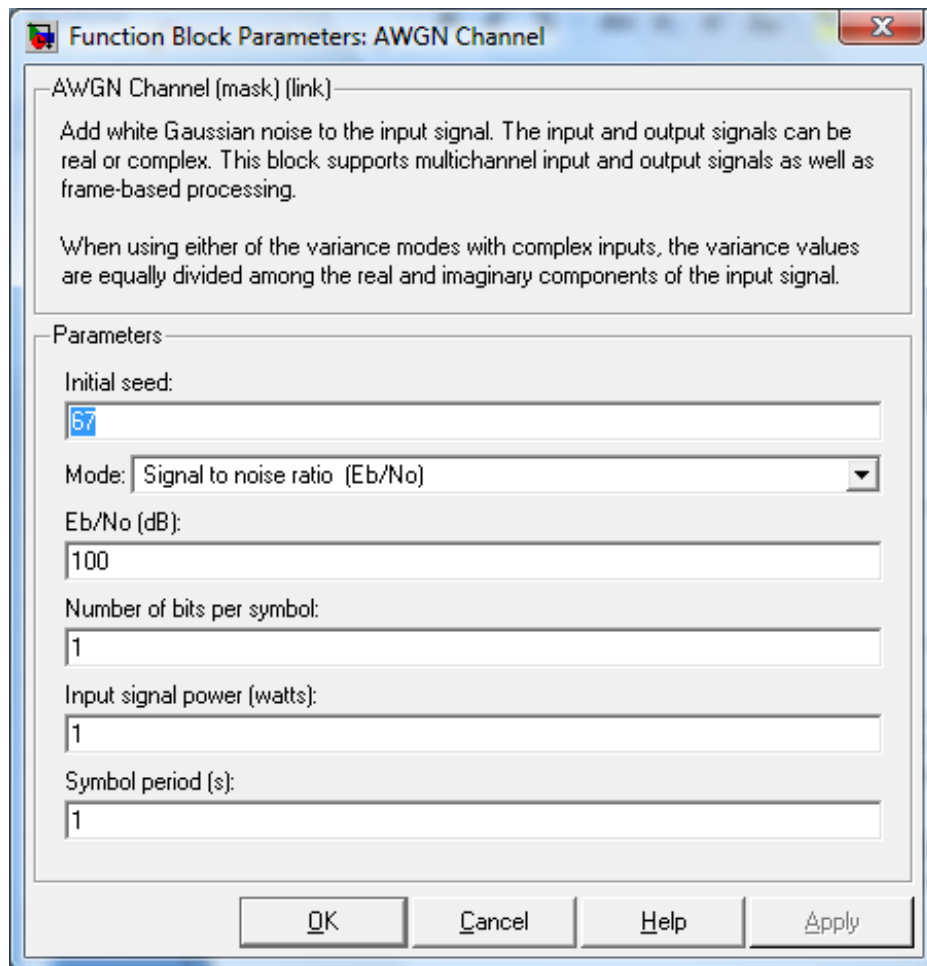 Function Block Parameters: AWGN Channel
AWGN Channel (mask) (link)
Add white Gaussian noise to the input signal. The input and output signals can be
real or complex. This block supports multichannel input and output signals as well as
frame-based processing.
When using either of the variance modes with complex inputs, the variance values
are equally divided among the real and imaginary components of the input signal.
Parameters
Initial seed:
67
Mode: Signal to noise ratio (Eb/No)
Eb/No (dB):
100
Number of bits per symbol:
1
Input signal power (watts):
1
Symbol period (s):
1
OK Cancel Help Apply